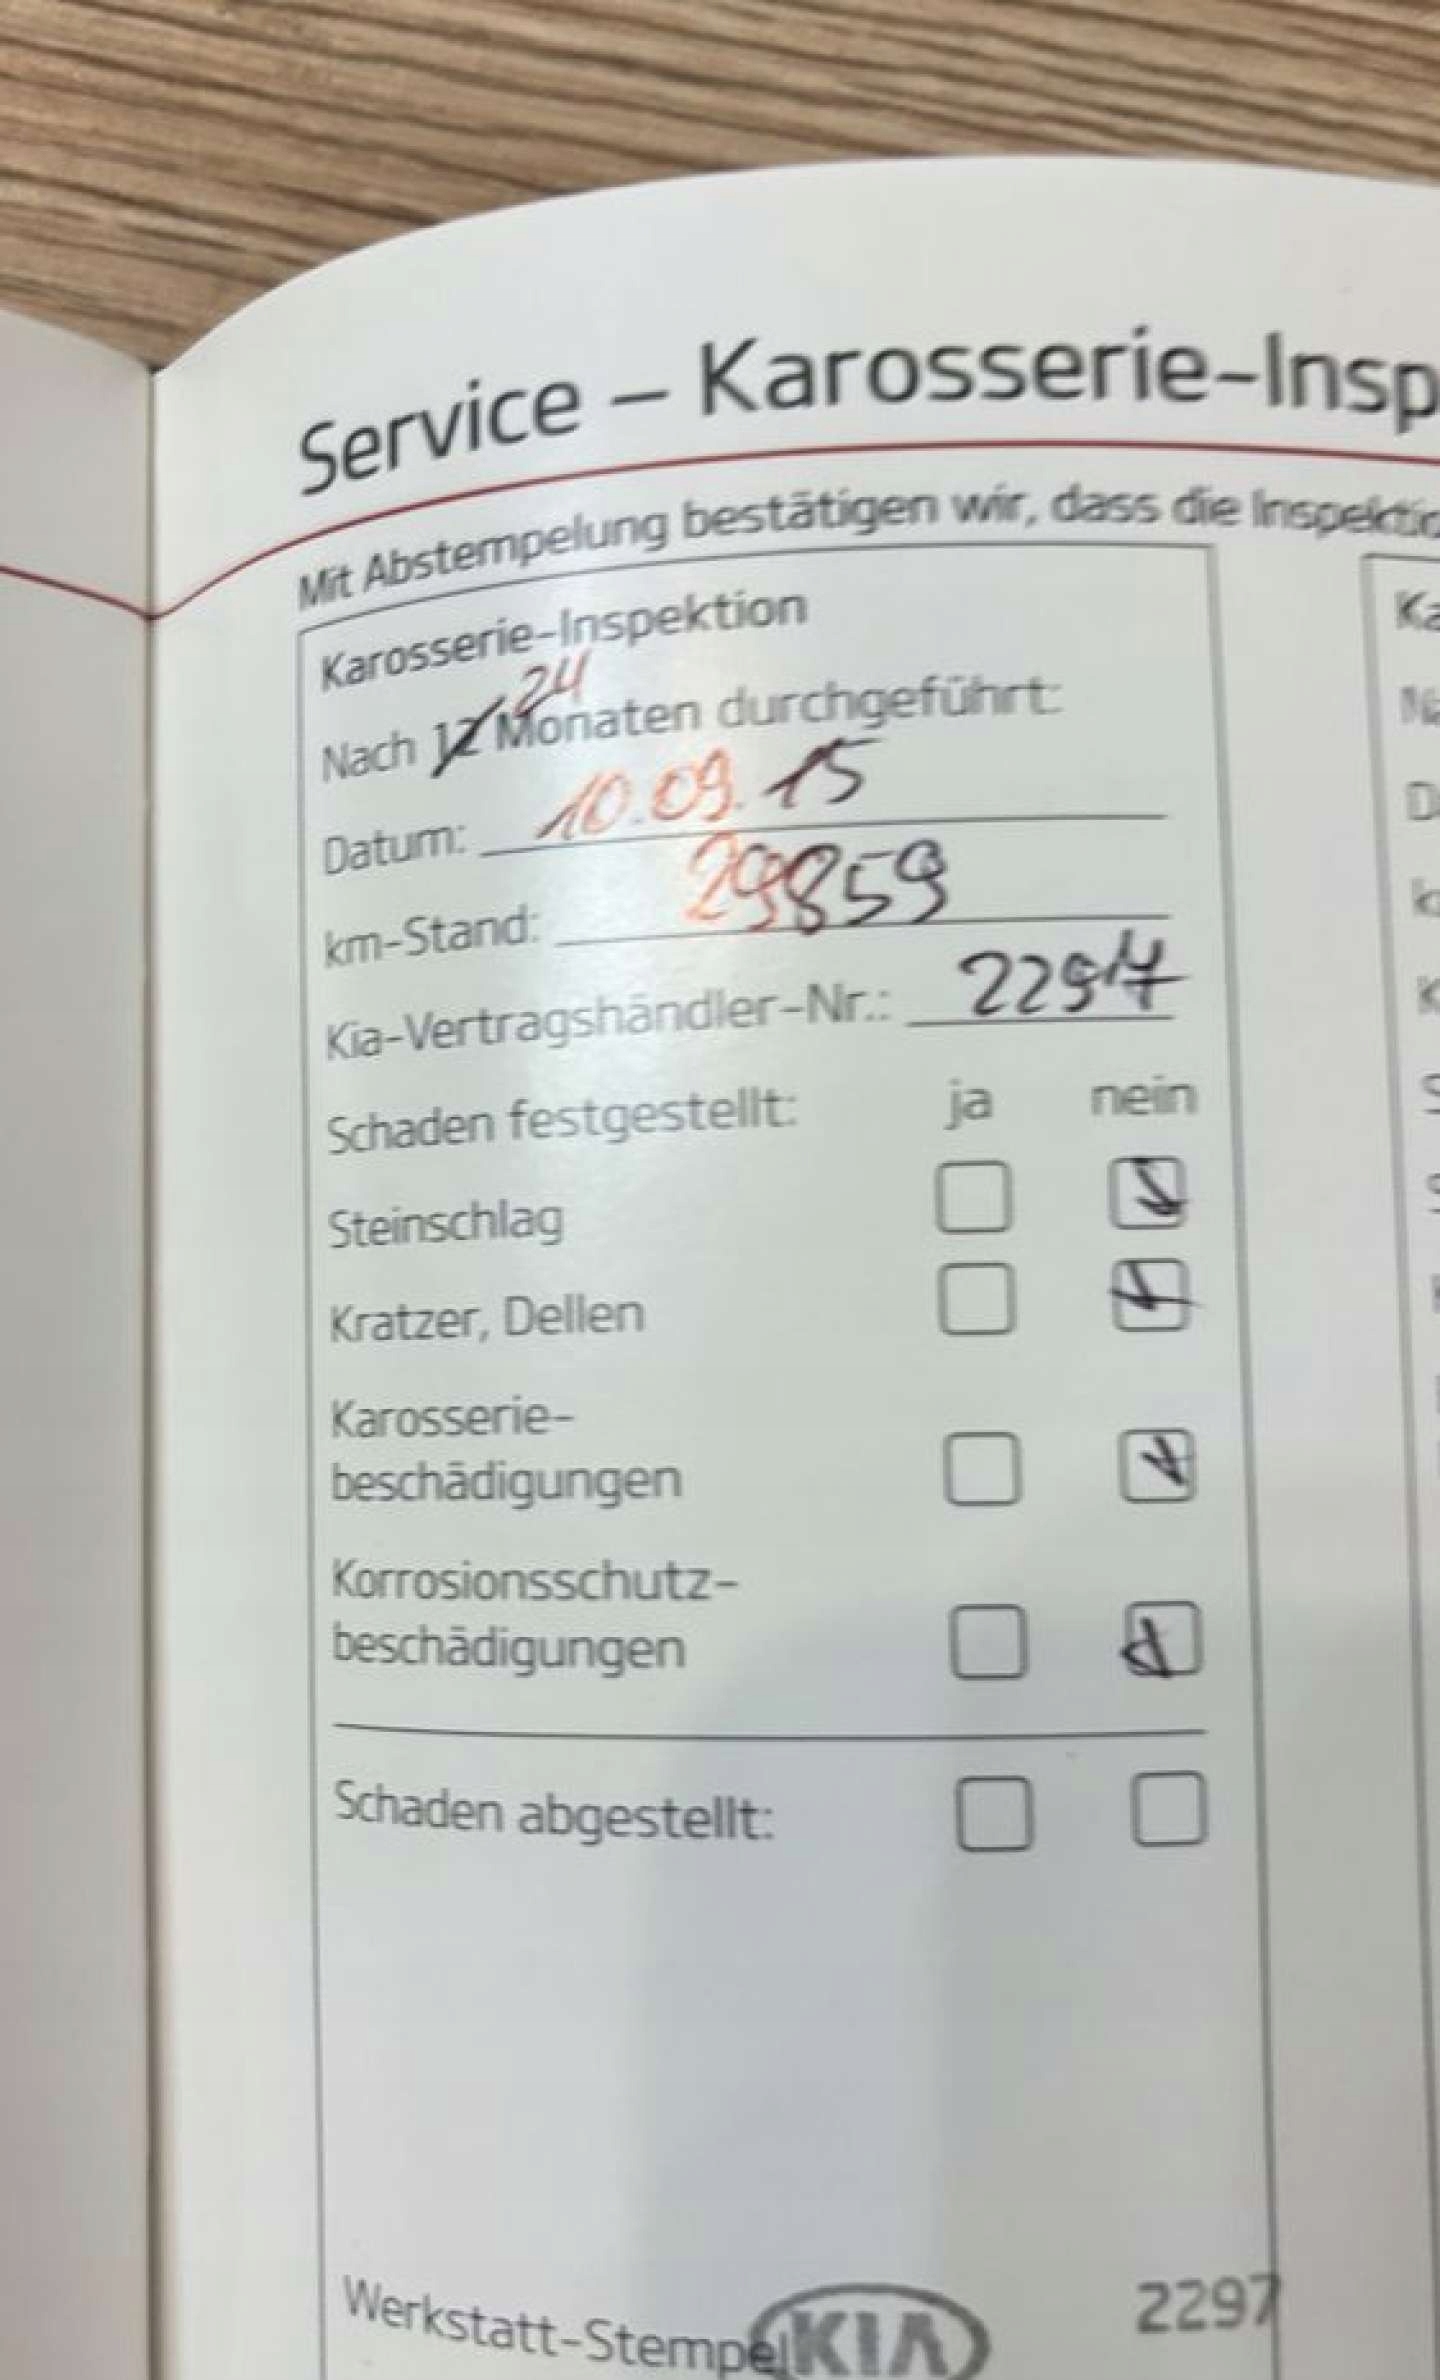 Service – Karosserie-Insp
Mit Abstempelung bestätigen wir, dass die Inspektio
Karosserie-Inspektion
24
Nach 12 Monaten durchgeführt:
Datum: 10.09.15
km-Stand: 29859
Kia-Vertragshändler-Nr.: 2297
Schaden festgestellt: ja nein
Steinschlag
Kratzer, Dellen
Karosserie-
beschädigungen
Korrosionsschutz-
beschädigungen
Schaden abgestellt:
2297
Werkstatt-Stempel KIA